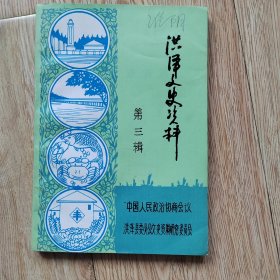 洪泽文史资料
第三辑
中国人民政治协商会议
洪泽县委员会文史资料研究委员会